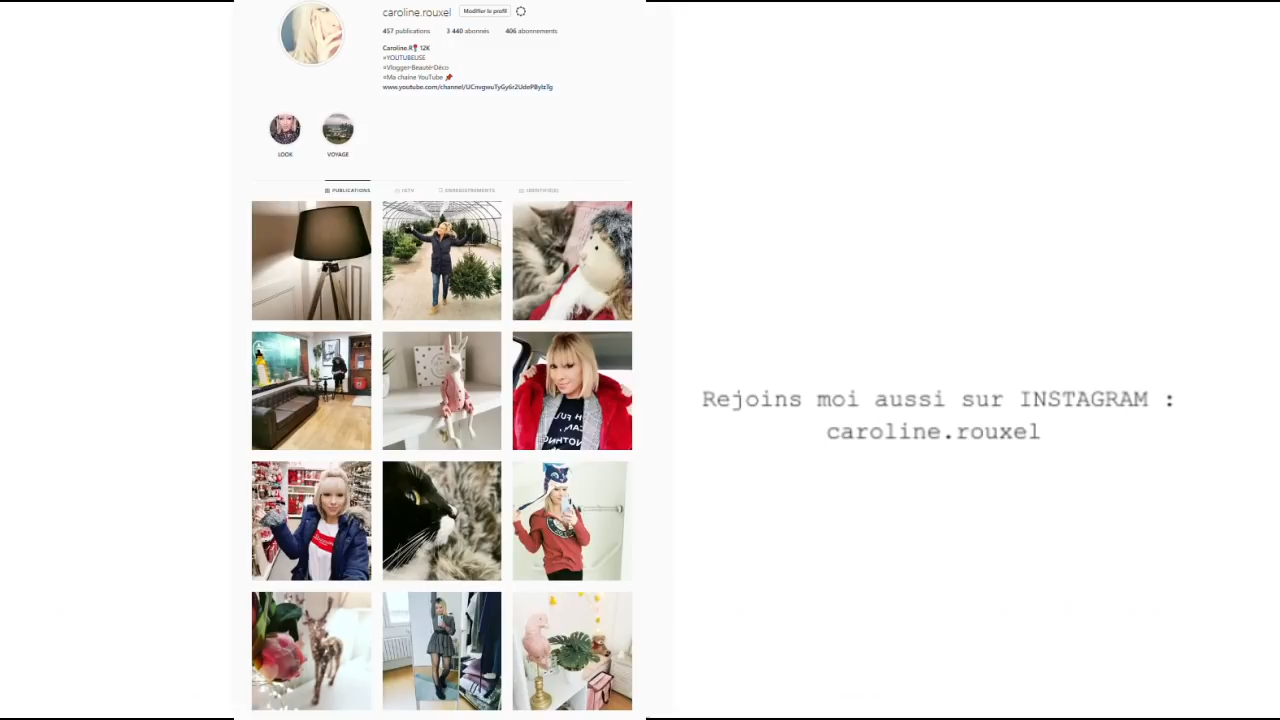 caroline.rouxel Modifier le profil
457 publications 3 440 abonnés 406 abonnements
Caroline.R🌹 12K
¤YOUTUBEUSE
¤Vlogger•Beauté•Déco
¤Ma chaine YouTube 📌
LOOK VOYAGE
PUBLICATIONS IGTV ENREGISTREMENTS IDENTIFIÉ(E)
Rejoins moi aussi sur INSTAGRAM :
caroline.rouxel